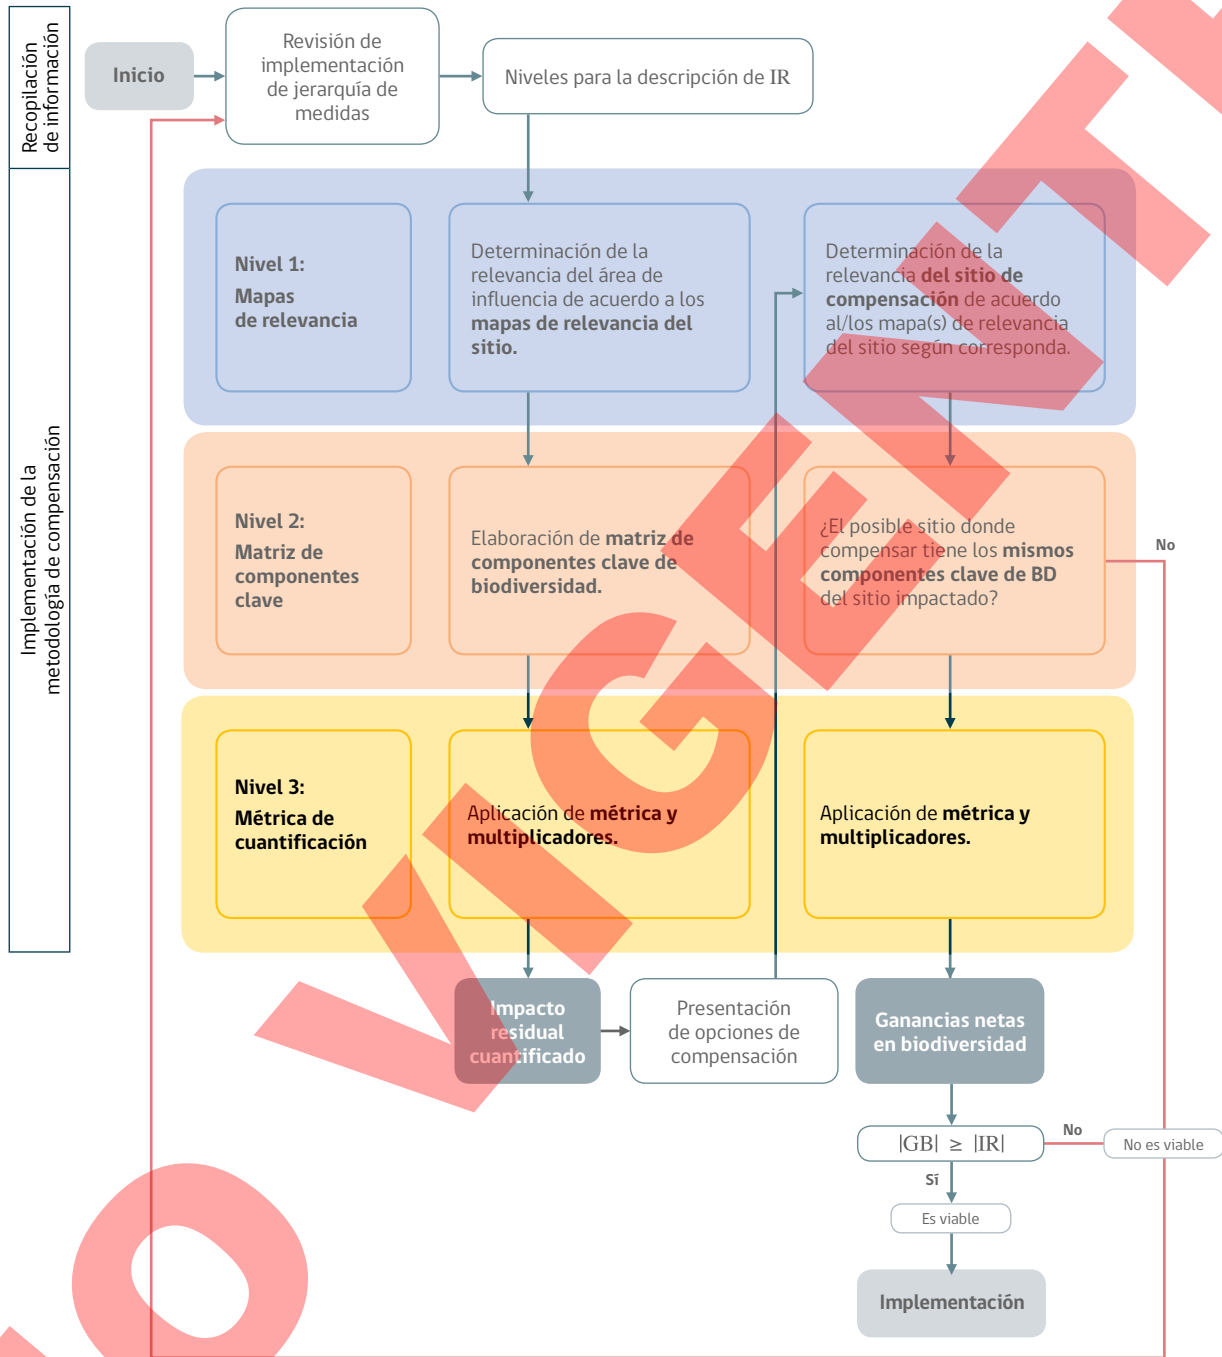 Recopilación
de información
Inicio
Revisión de
implementación
de jerarquía de
medidas
Niveles para la descripción de IR
Implementación de la
metodología de compensación
Nivel 1:
Mapas
de relevancia
Determinación de la
relevancia del área de
influencia de acuerdo a los
mapas de relevancia del
sitio.
Determinación de la
relevancia del sitio de
compensación de acuerdo
al/los mapa(s) de relevancia
del sitio según corresponda.
Nivel 2:
Matriz de
componentes
clave
Elaboración de matriz de
componentes clave de
biodiversidad.
¿El posible sitio donde
compensar tiene los mismos
componentes clave de BD
del sitio impactado?
No
Nivel 3:
Métrica de
cuantificación
Aplicación de métrica y
multiplicadores.
Aplicación de métrica y
multiplicadores.
Impacto
residual
cuantificado
Presentación
de opciones de
compensación
Ganancias netas
en biodiversidad
|GB| ≥ |IR|
No
No es viable
Sí
Es viable
Implementación
NO VIGENTE